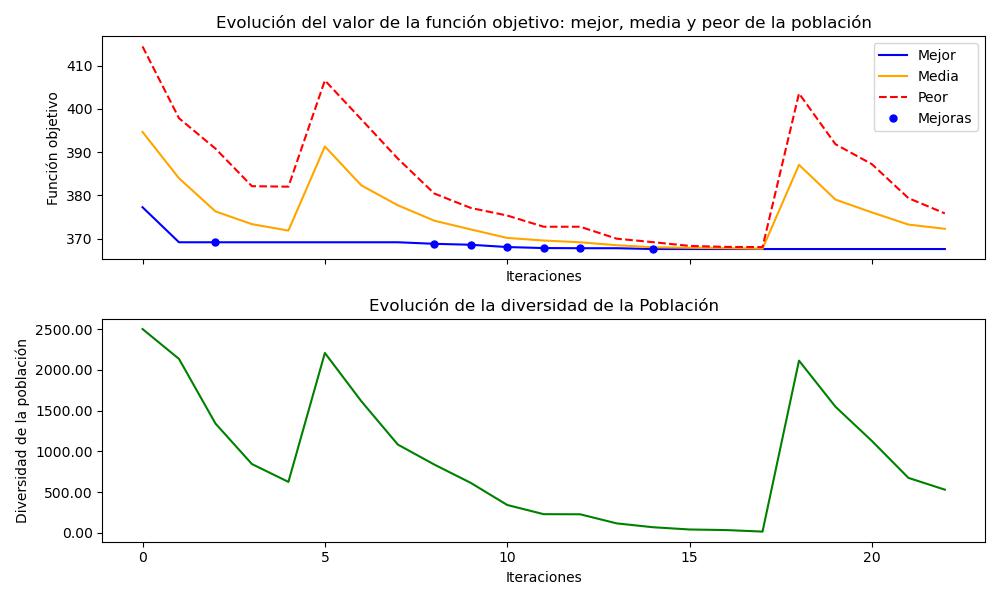 Evolución del valor de la función objetivo: mejor, media y peor de la población
Función objetivo
410
400
390
380
370
Mejor
Media
Peor
Mejoras
Iteraciones
Evolución de la diversidad de la Población
Diversidad de la población
2500.00
2000.00
1500.00
1000.00
500.00
0.00
0 5 10 15 20
Iteraciones